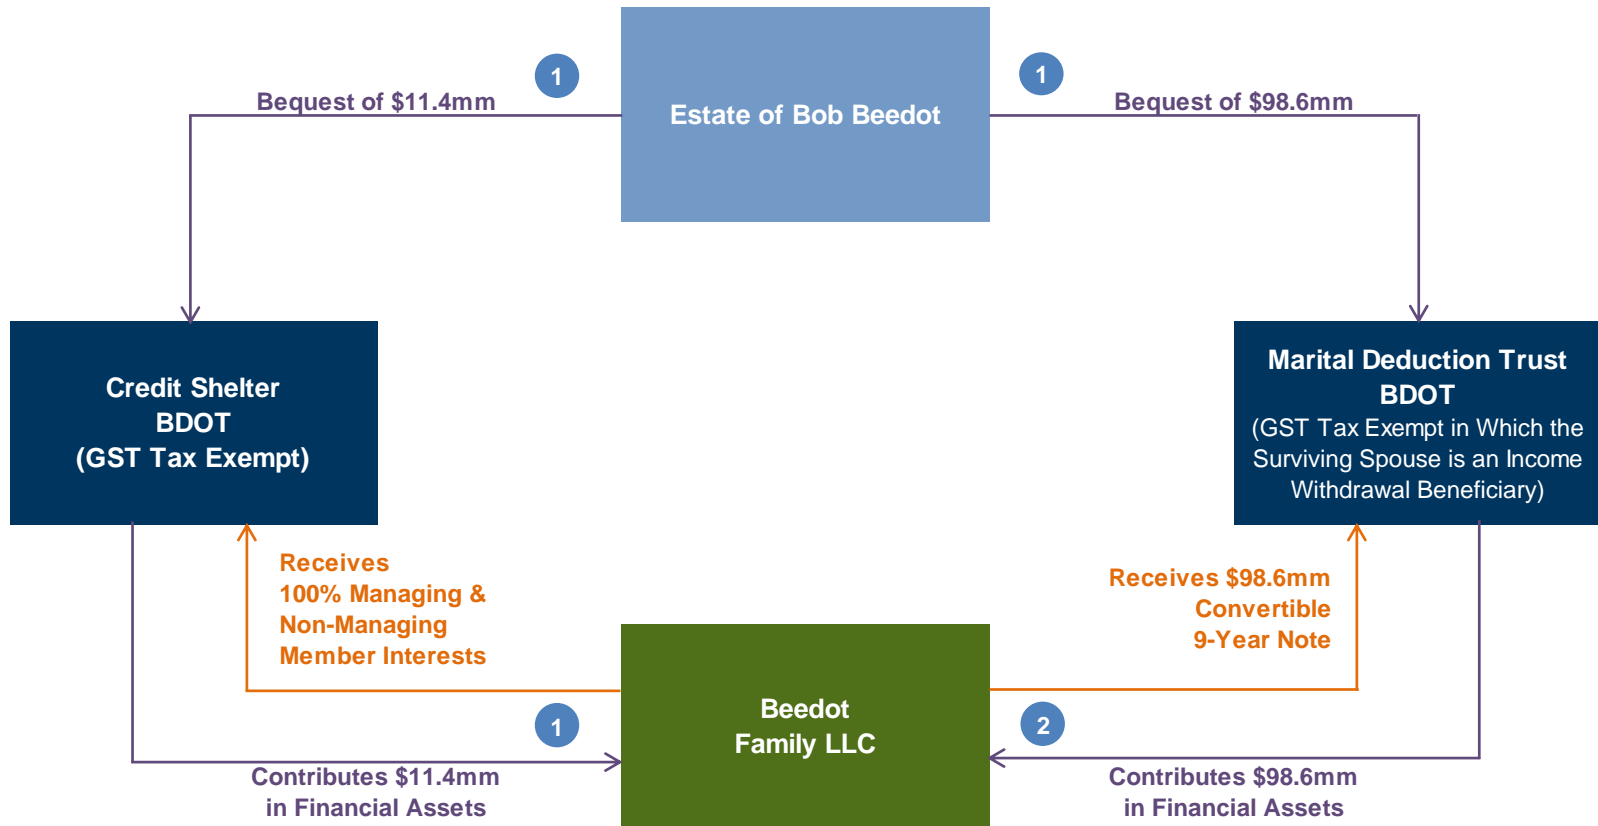 1
1
Bequest of $11.4mm
Estate of Bob Beedot
Bequest of $98.6mm
Credit Shelter
BDOT
(GST Tax Exempt)
Marital Deduction Trust
BDOT
(GST Tax Exempt in Which the
Surviving Spouse is an Income
Withdrawal Beneficiary)
Receives
100% Managing &
Non-Managing
Member Interests
Receives $98.6mm
Convertible
9-Year Note
Beedot
Family LLC
1
2
Contributes $11.4mm
in Financial Assets
Contributes $98.6mm
in Financial Assets